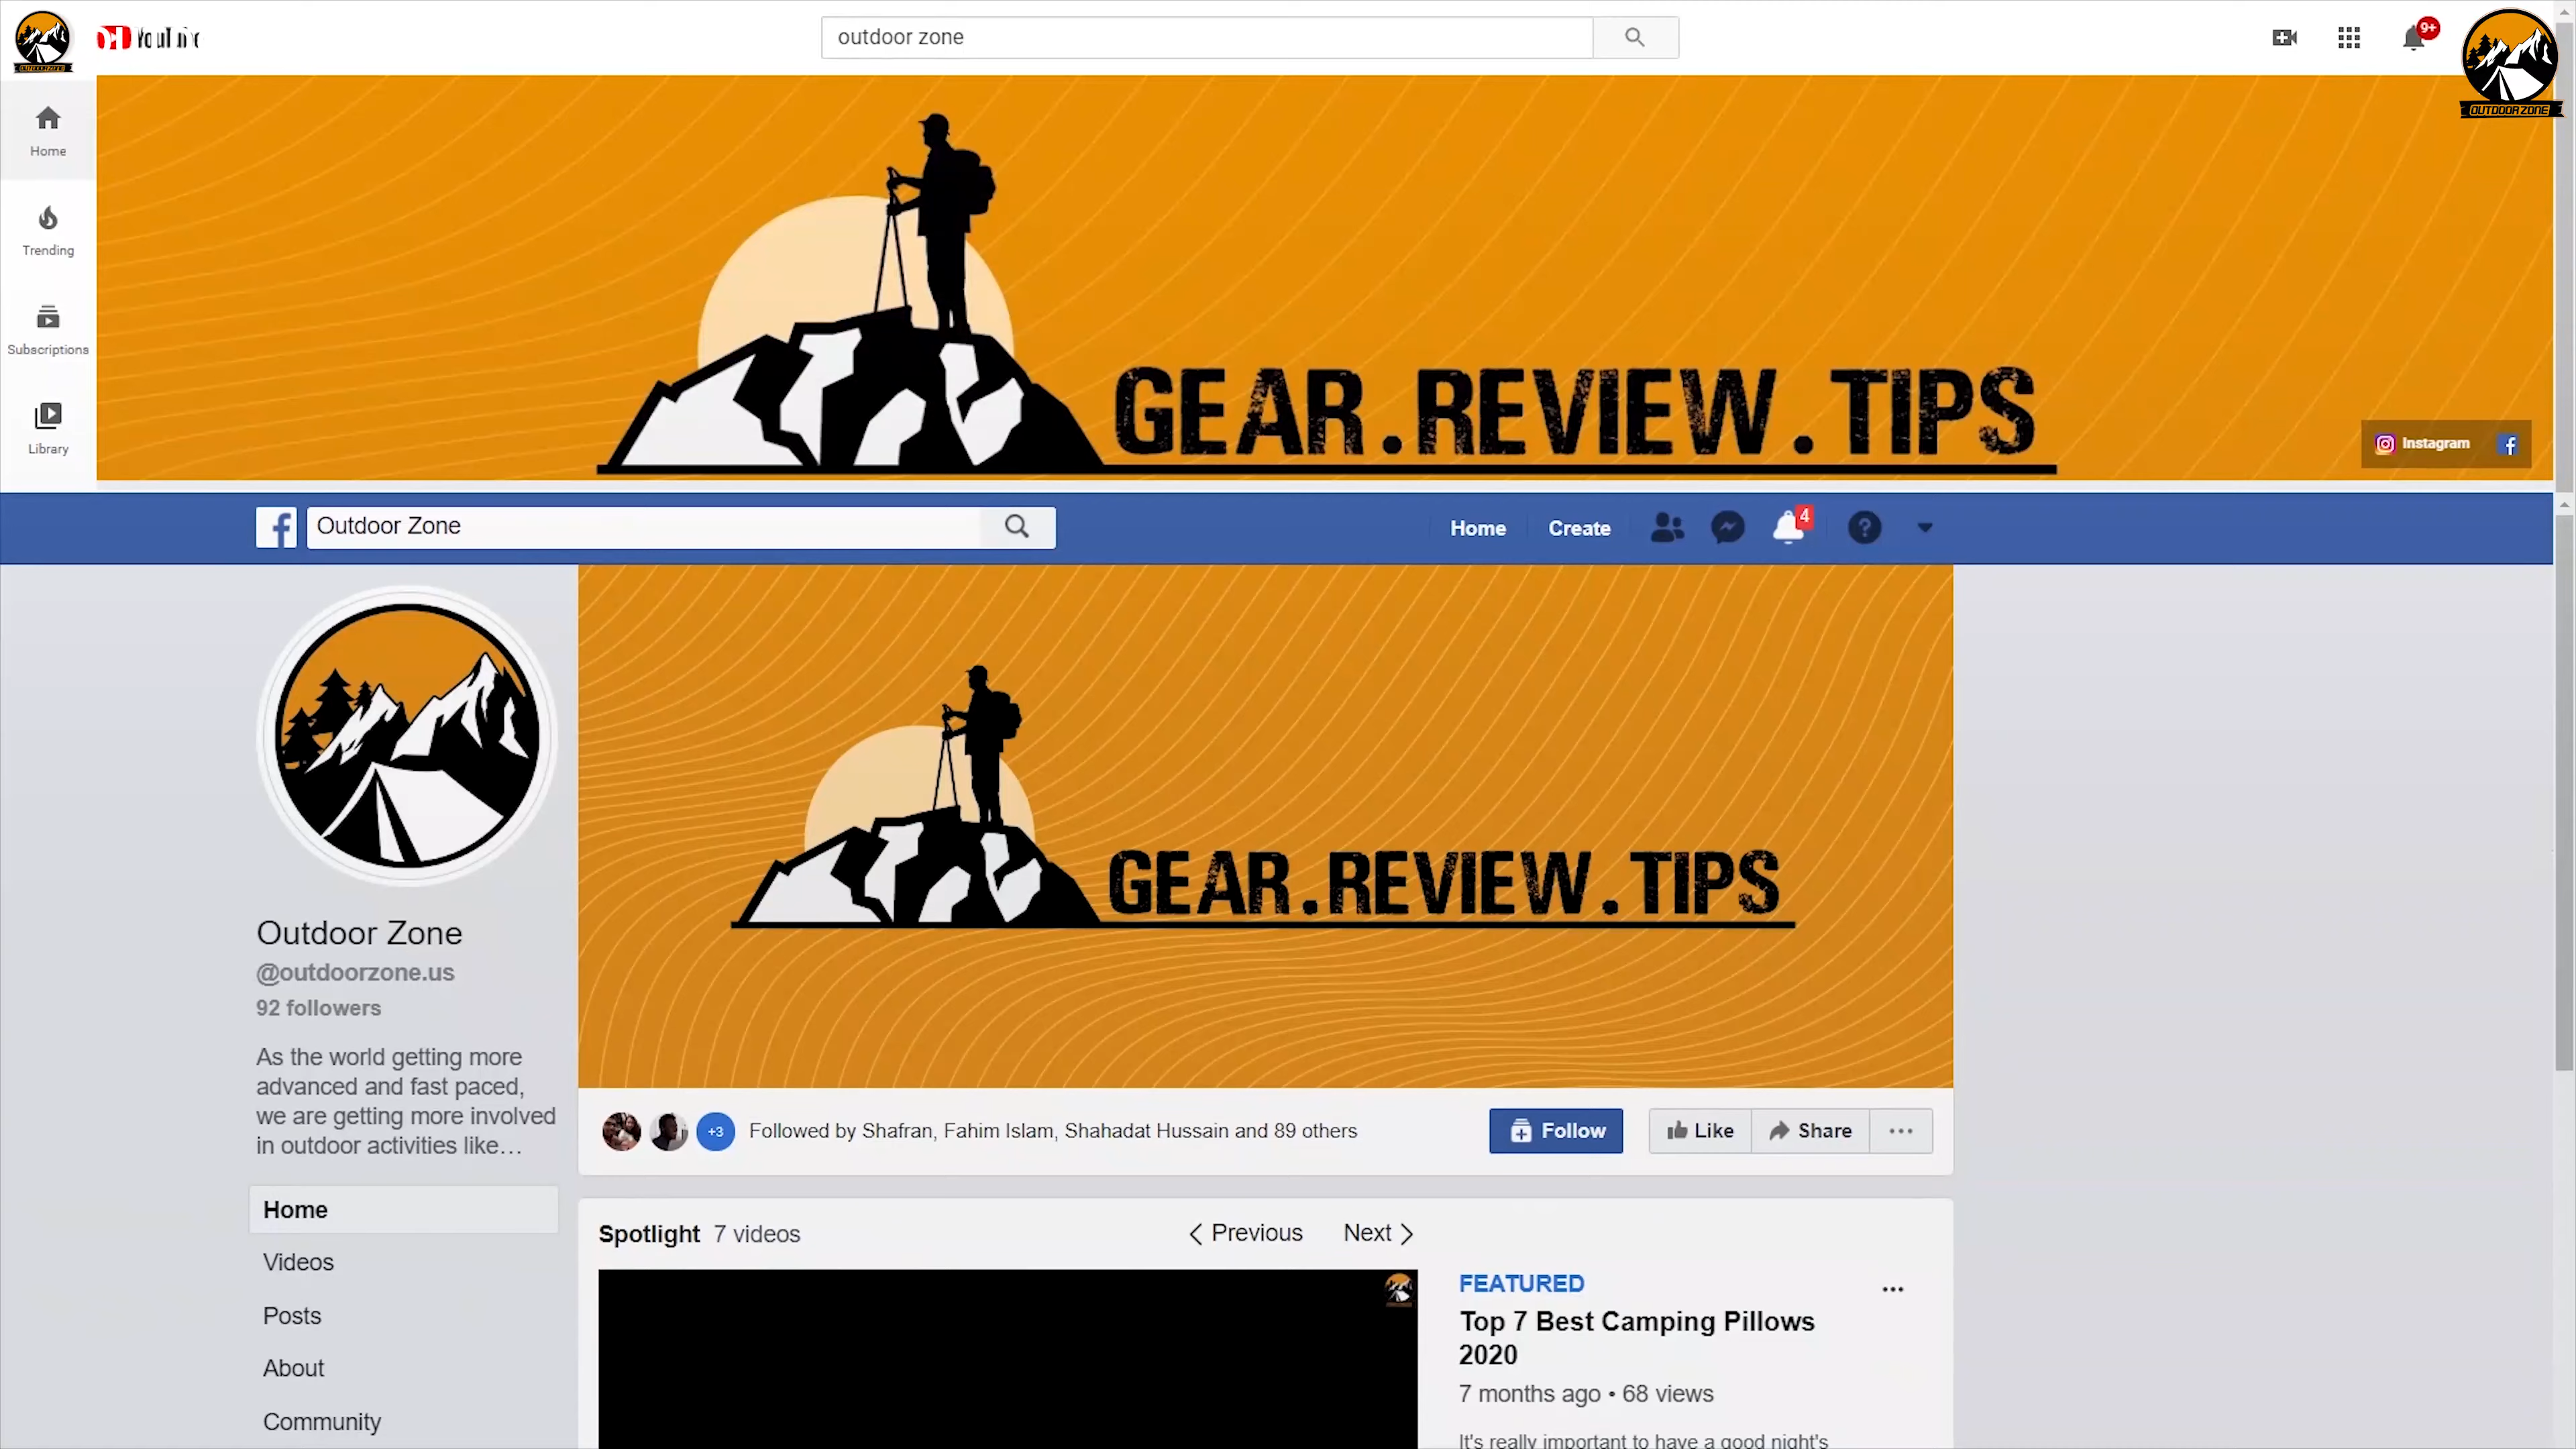 outdoor zone
9+
OUTDOOR ZONE
Home
Trending
Subscriptions
Library
GEAR.REVIEW.TIPS
Instagram
Outdoor Zone
Home
Create
4
GEAR.REVIEW.TIPS
Outdoor Zone
@outdoorzone.us
92 followers
As the world getting more
advanced and fast paced,
we are getting more involved
in outdoor activities like…
+3
Followed by Shafran, Fahim Islam, Shahadat Hussain and 89 others
Follow
Like
Share
Home
Videos
Posts
About
Community
Spotlight 7 videos
Previous
Next
FEATURED
Top 7 Best Camping Pillows
2020
7 months ago • 68 views
It's really important to have a good night's